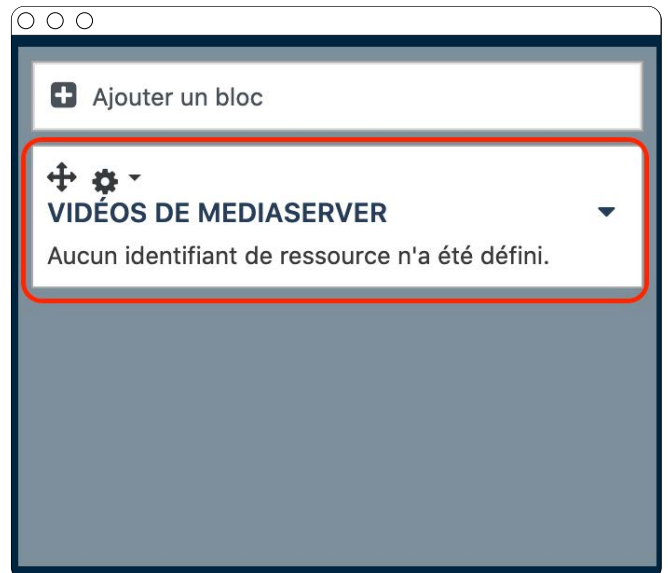 Ajouter un bloc
VIDÉOS DE MEDIASERVER
Aucun identifiant de ressource n'a été défini.